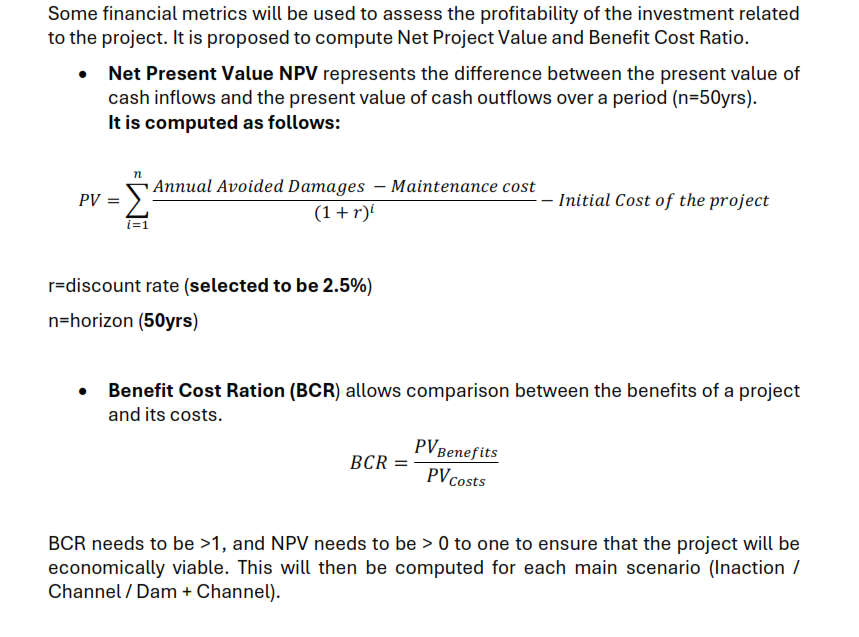 Some financial metrics will be used to assess the profitability of the investment related
to the project. It is proposed to compute Net Project Value and Benefit Cost Ratio.
• Net Present Value NPV represents the difference between the present value of
cash inflows and the present value of cash outflows over a period (n=50yrs).
It is computed as follows:
PV = ∑_{i=1}^{n} (Annual Avoided Damages − Maintenance cost) / (1 + r)^i − Initial Cost of the project
r=discount rate (selected to be 2.5%)
n=horizon (50yrs)
• Benefit Cost Ration (BCR) allows comparison between the benefits of a project
and its costs.
BCR = PV_{Benefits} / PV_{Costs}
BCR needs to be >1, and NPV needs to be > 0 to one to ensure that the project will be
economically viable. This will then be computed for each main scenario (Inaction /
Channel / Dam + Channel).